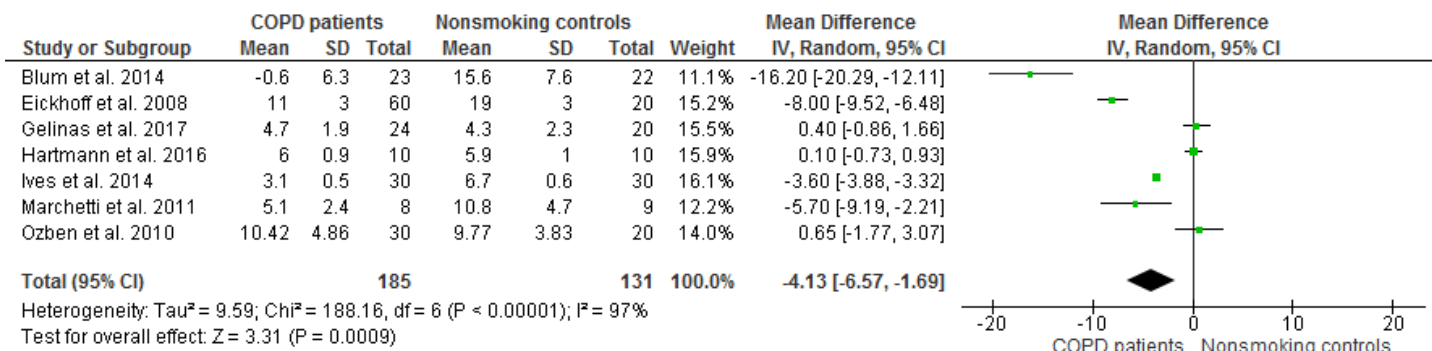 COPD patients Nonsmoking controls Mean Difference Mean Difference
Study or Subgroup Mean SD Total Mean SD Total Weight IV, Random, 95% CI IV, Random, 95% CI
Blum et al. 2014 -0.6 6.3 23 15.6 7.6 22 11.1% -16.20 [-20.29, -12.11]
Eickhoff et al. 2008 11 3 60 19 3 20 15.2% -8.00 [-9.52, -6.48]
Gelinas et al. 2017 4.7 1.9 24 4.3 2.3 20 15.5% 0.40 [-0.86, 1.66]
Hartmann et al. 2016 6 0.9 10 5.9 1 10 15.9% 0.10 [-0.73, 0.93]
Ives et al. 2014 3.1 0.5 30 6.7 0.6 30 16.1% -3.60 [-3.88, -3.32]
Marchetti et al. 2011 5.1 2.4 8 10.8 4.7 9 12.2% -5.70 [-9.19, -2.21]
Ozben et al. 2010 10.42 4.86 30 9.77 3.83 20 14.0% 0.65 [-1.77, 3.07]
Total (95% CI) 185 131 100.0% -4.13 [-6.57, -1.69]
Heterogeneity: Tau² = 9.59; Chi² = 188.16, df = 6 (P < 0.00001); I² = 97%
Test for overall effect: Z = 3.31 (P = 0.0009)
-20 -10 0 10 20
COPD patients Nonsmoking controls